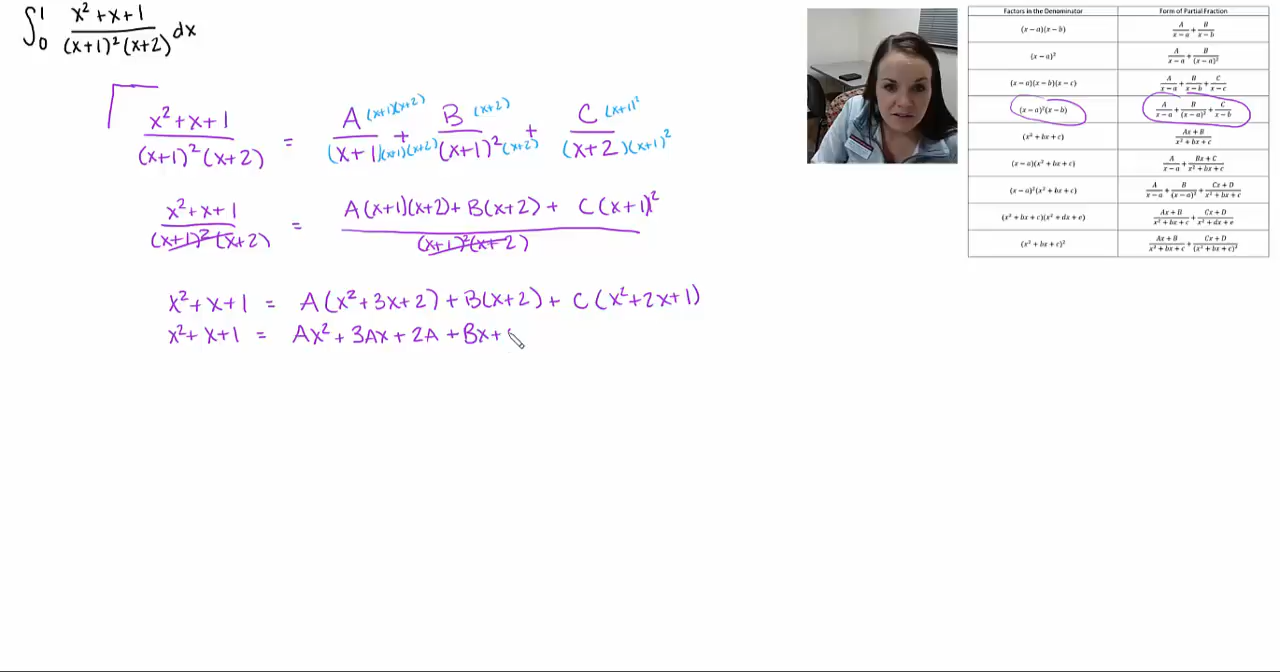 ∫₀¹ (x²+x+1)/((x+1)²(x+2)) dx
(x²+x+1)/((x+1)²(x+2)) = A(x+1)(x+2)/((x+1)(x+1)(x+2)) + B(x+2)/((x+1)²(x+2)) + C(x+1)²/((x+2)(x+1)²)
(x²+x+1)/((x+1)²(x+2)) = (A(x+1)(x+2)+B(x+2)+C(x+1)²)/((x+1)²(x+2))
x²+x+1 = A(x²+3x+2)+B(x+2)+C(x²+2x+1)
x²+x+1 = Ax²+3Ax+2A+Bx+
Factors in the Denominator Form of Partial Fraction
(x−a)(x−b) A/(x−a) + B/(x−b)
(x−a)² A/(x−a) + B/(x−a)²
(x−a)(x−b)(x−c) A/(x−a) + B/(x−b) + C/(x−c)
(x−a)²(x−b) A/(x−a) + B/(x−a)² + C/(x−b)
(x²+bx+c) (Ax+B)/(x²+bx+c)
(x−a)(x²+bx+c) A/(x−a) + (Bx+C)/(x²+bx+c)
(x−a)²(x²+bx+c) A/(x−a) + B/(x−a)² + (Cx+D)/(x²+bx+c)
(x²+bx+c)(x²+dx+e) (Ax+B)/(x²+bx+c) + (Cx+D)/(x²+dx+e)
(x²+bx+c)² (Ax+B)/(x²+bx+c) + (Cx+D)/(x²+bx+c)²